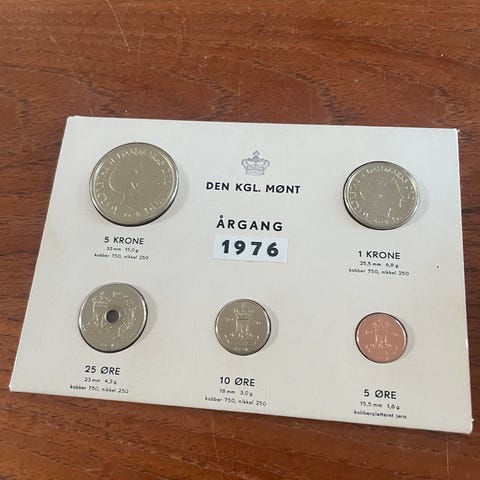 DEN KGL. MØNT
ÅRGANG
1976
5 KRONE
33 mm 15,0 g
kobber 750, nikkel 250
1 KRONE
25,5 mm 6,8 g
kobber 750, nikkel 250
25 ØRE
23 mm 4,3 g
kobber 750, nikkel 250
10 ØRE
18 mm 3,0 g
kobber 750, nikkel 250
5 ØRE
15,5 mm 1,6 g
kobberpletteret jern